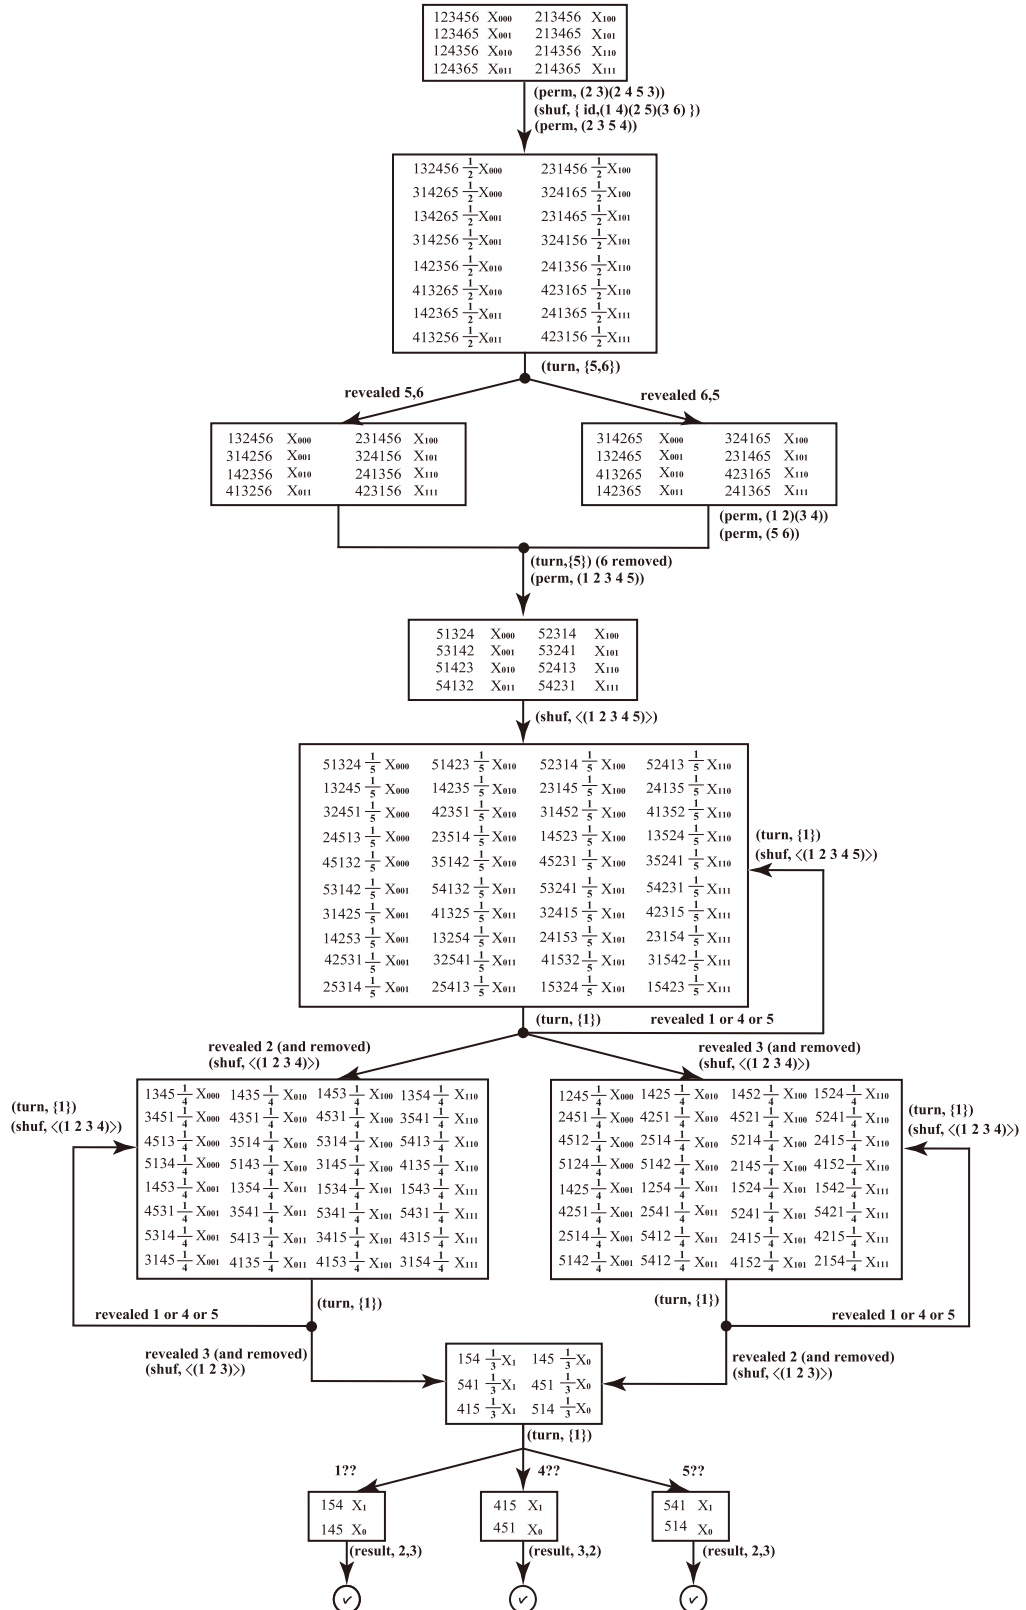 123456 X000 213456 X100
123465 X001 213465 X101
124356 X010 214356 X110
124365 X011 214365 X111
(perm, (2 3)(2 4 5 3))
(shuf, { id,(1 4)(2 5)(3 6) })
(perm, (2 3 5 4))
132456 1/2 X000 231456 1/2 X100
314265 1/2 X000 324165 1/2 X100
134265 1/2 X001 231465 1/2 X101
314256 1/2 X001 324156 1/2 X101
142356 1/2 X010 241356 1/2 X110
413265 1/2 X010 423165 1/2 X110
142365 1/2 X011 241365 1/2 X111
413256 1/2 X011 423156 1/2 X111
(turn, {5,6})
revealed 5,6
revealed 6,5
132456 X000 231456 X100
314256 X001 324156 X101
142356 X010 241356 X110
413256 X011 423156 X111
314265 X000 324165 X100
132465 X001 231465 X101
413265 X010 423165 X110
142365 X011 241365 X111
(perm, (1 2)(3 4))
(perm, (5 6))
(turn,{5}) (6 removed)
(perm, (1 2 3 4 5))
51324 X000 52314 X100
53142 X001 53241 X101
51423 X010 52413 X110
54132 X011 54231 X111
(shuf, <(1 2 3 4 5)>)
51324 1/5 X000 51423 1/5 X010 52314 1/5 X100 52413 1/5 X110
13245 1/5 X000 14235 1/5 X010 23145 1/5 X100 24135 1/5 X110
32451 1/5 X000 42351 1/5 X010 31452 1/5 X100 41352 1/5 X110
24513 1/5 X000 23514 1/5 X010 14523 1/5 X100 13524 1/5 X110
45132 1/5 X000 35142 1/5 X010 45231 1/5 X100 35241 1/5 X110
53142 1/5 X001 54132 1/5 X011 53241 1/5 X101 54231 1/5 X111
31425 1/5 X001 41325 1/5 X011 32415 1/5 X101 42315 1/5 X111
14253 1/5 X001 13254 1/5 X011 24153 1/5 X101 23154 1/5 X111
42531 1/5 X001 32541 1/5 X011 41532 1/5 X101 31542 1/5 X111
25314 1/5 X001 25413 1/5 X011 15324 1/5 X101 15423 1/5 X111
(turn, {1})
(shuf, <(1 2 3 4 5)>)
(turn, {1})
revealed 1 or 4 or 5
revealed 2 (and removed)
(shuf, <(1 2 3 4)>)
revealed 3 (and removed)
(shuf, <(1 2 3 4)>)
(turn, {1})
(shuf, <(1 2 3 4)>)
1345 1/4 X000 1435 1/4 X010 1453 1/4 X100 1354 1/4 X110
3451 1/4 X000 4351 1/4 X010 4531 1/4 X100 3541 1/4 X110
4513 1/4 X000 3514 1/4 X010 5314 1/4 X100 5413 1/4 X110
5134 1/4 X000 5143 1/4 X010 3145 1/4 X100 4135 1/4 X110
1453 1/4 X001 1354 1/4 X011 1534 1/4 X101 1543 1/4 X111
4531 1/4 X001 3541 1/4 X011 5341 1/4 X101 5431 1/4 X111
5314 1/4 X001 5413 1/4 X011 3415 1/4 X101 4315 1/4 X111
3145 1/4 X001 4135 1/4 X011 4153 1/4 X101 3154 1/4 X111
1245 1/4 X000 1425 1/4 X010 1452 1/4 X100 1524 1/4 X110
2451 1/4 X000 4251 1/4 X010 4521 1/4 X100 5241 1/4 X110
4512 1/4 X000 2514 1/4 X010 5214 1/4 X100 2415 1/4 X110
5124 1/4 X000 5142 1/4 X010 2145 1/4 X100 4152 1/4 X110
1425 1/4 X001 1254 1/4 X011 1524 1/4 X101 1542 1/4 X111
4251 1/4 X001 2541 1/4 X011 5241 1/4 X101 5421 1/4 X111
2514 1/4 X001 5412 1/4 X011 2415 1/4 X101 4215 1/4 X111
5142 1/4 X001 5412 1/4 X011 4152 1/4 X101 2154 1/4 X111
(turn, {1})
(shuf, <(1 2 3 4)>)
(turn, {1})
revealed 1 or 4 or 5
(turn, {1})
revealed 1 or 4 or 5
revealed 3 (and removed)
(shuf, <(1 2 3)>)
revealed 2 (and removed)
(shuf, <(1 2 3)>)
154 1/3 X1 145 1/3 X0
541 1/3 X1 451 1/3 X0
415 1/3 X1 514 1/3 X0
(turn, {1})
1??
4??
5??
154 X1
145 X0
415 X1
451 X0
541 X1
514 X0
(result, 2,3)
(result, 3,2)
(result, 2,3)
✓ ✓ ✓